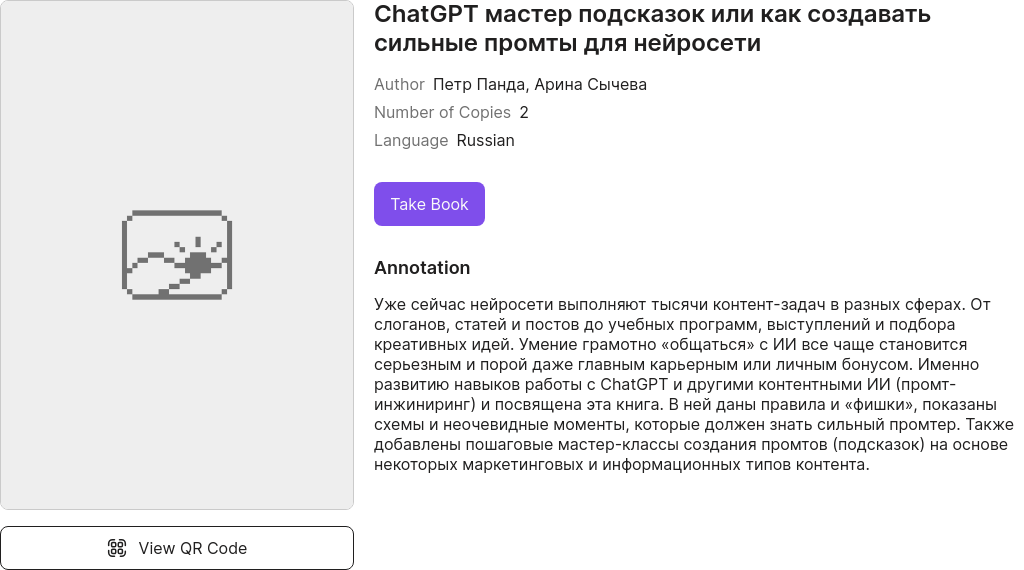 ChatGPT мастер подсказок или как создавать
сильные промты для нейросети
Author Петр Панда, Арина Сычева
Number of Copies 2
Language Russian
Take Book
Annotation
Уже сейчас нейросети выполняют тысячи контент-задач в разных сферах. От
слоганов, статей и постов до учебных программ, выступлений и подбора
креативных идей. Умение грамотно «общаться» с ИИ все чаще становится
серьезным и порой даже главным карьерным или личным бонусом. Именно
развитию навыков работы с ChatGPT и другими контентными ИИ (промт-
инжиниринг) и посвящена эта книга. В ней даны правила и «фишки», показаны
схемы и неочевидные моменты, которые должен знать сильный промтер. Также
добавлены пошаговые мастер-классы создания промтов (подсказок) на основе
некоторых маркетинговых и информационных типов контента.
View QR Code